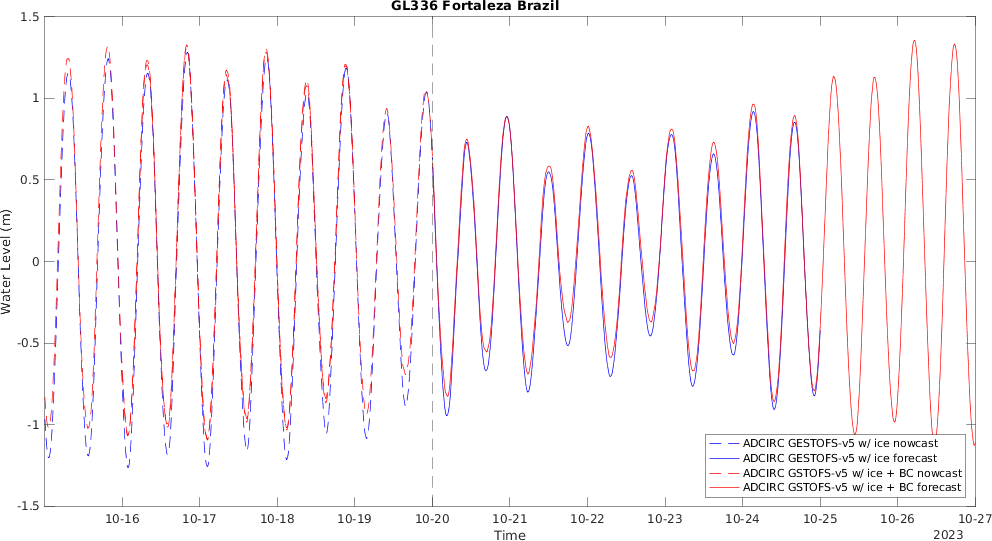 GL336 Fortaleza Brazil
1.5
1
0.5
0
-0.5
-1
-1.5
Water Level (m)
10-16 10-17 10-18 10-19 10-20 10-21 10-22 10-23 10-24 10-25 10-26 10-27
Time
2023
ADCIRC GESTOFS-v5 w/ ice nowcast
ADCIRC GESTOFS-v5 w/ ice forecast
ADCIRC GSTOFS-v5 w/ ice + BC nowcast
ADCIRC GSTOFS-v5 w/ ice + BC forecast